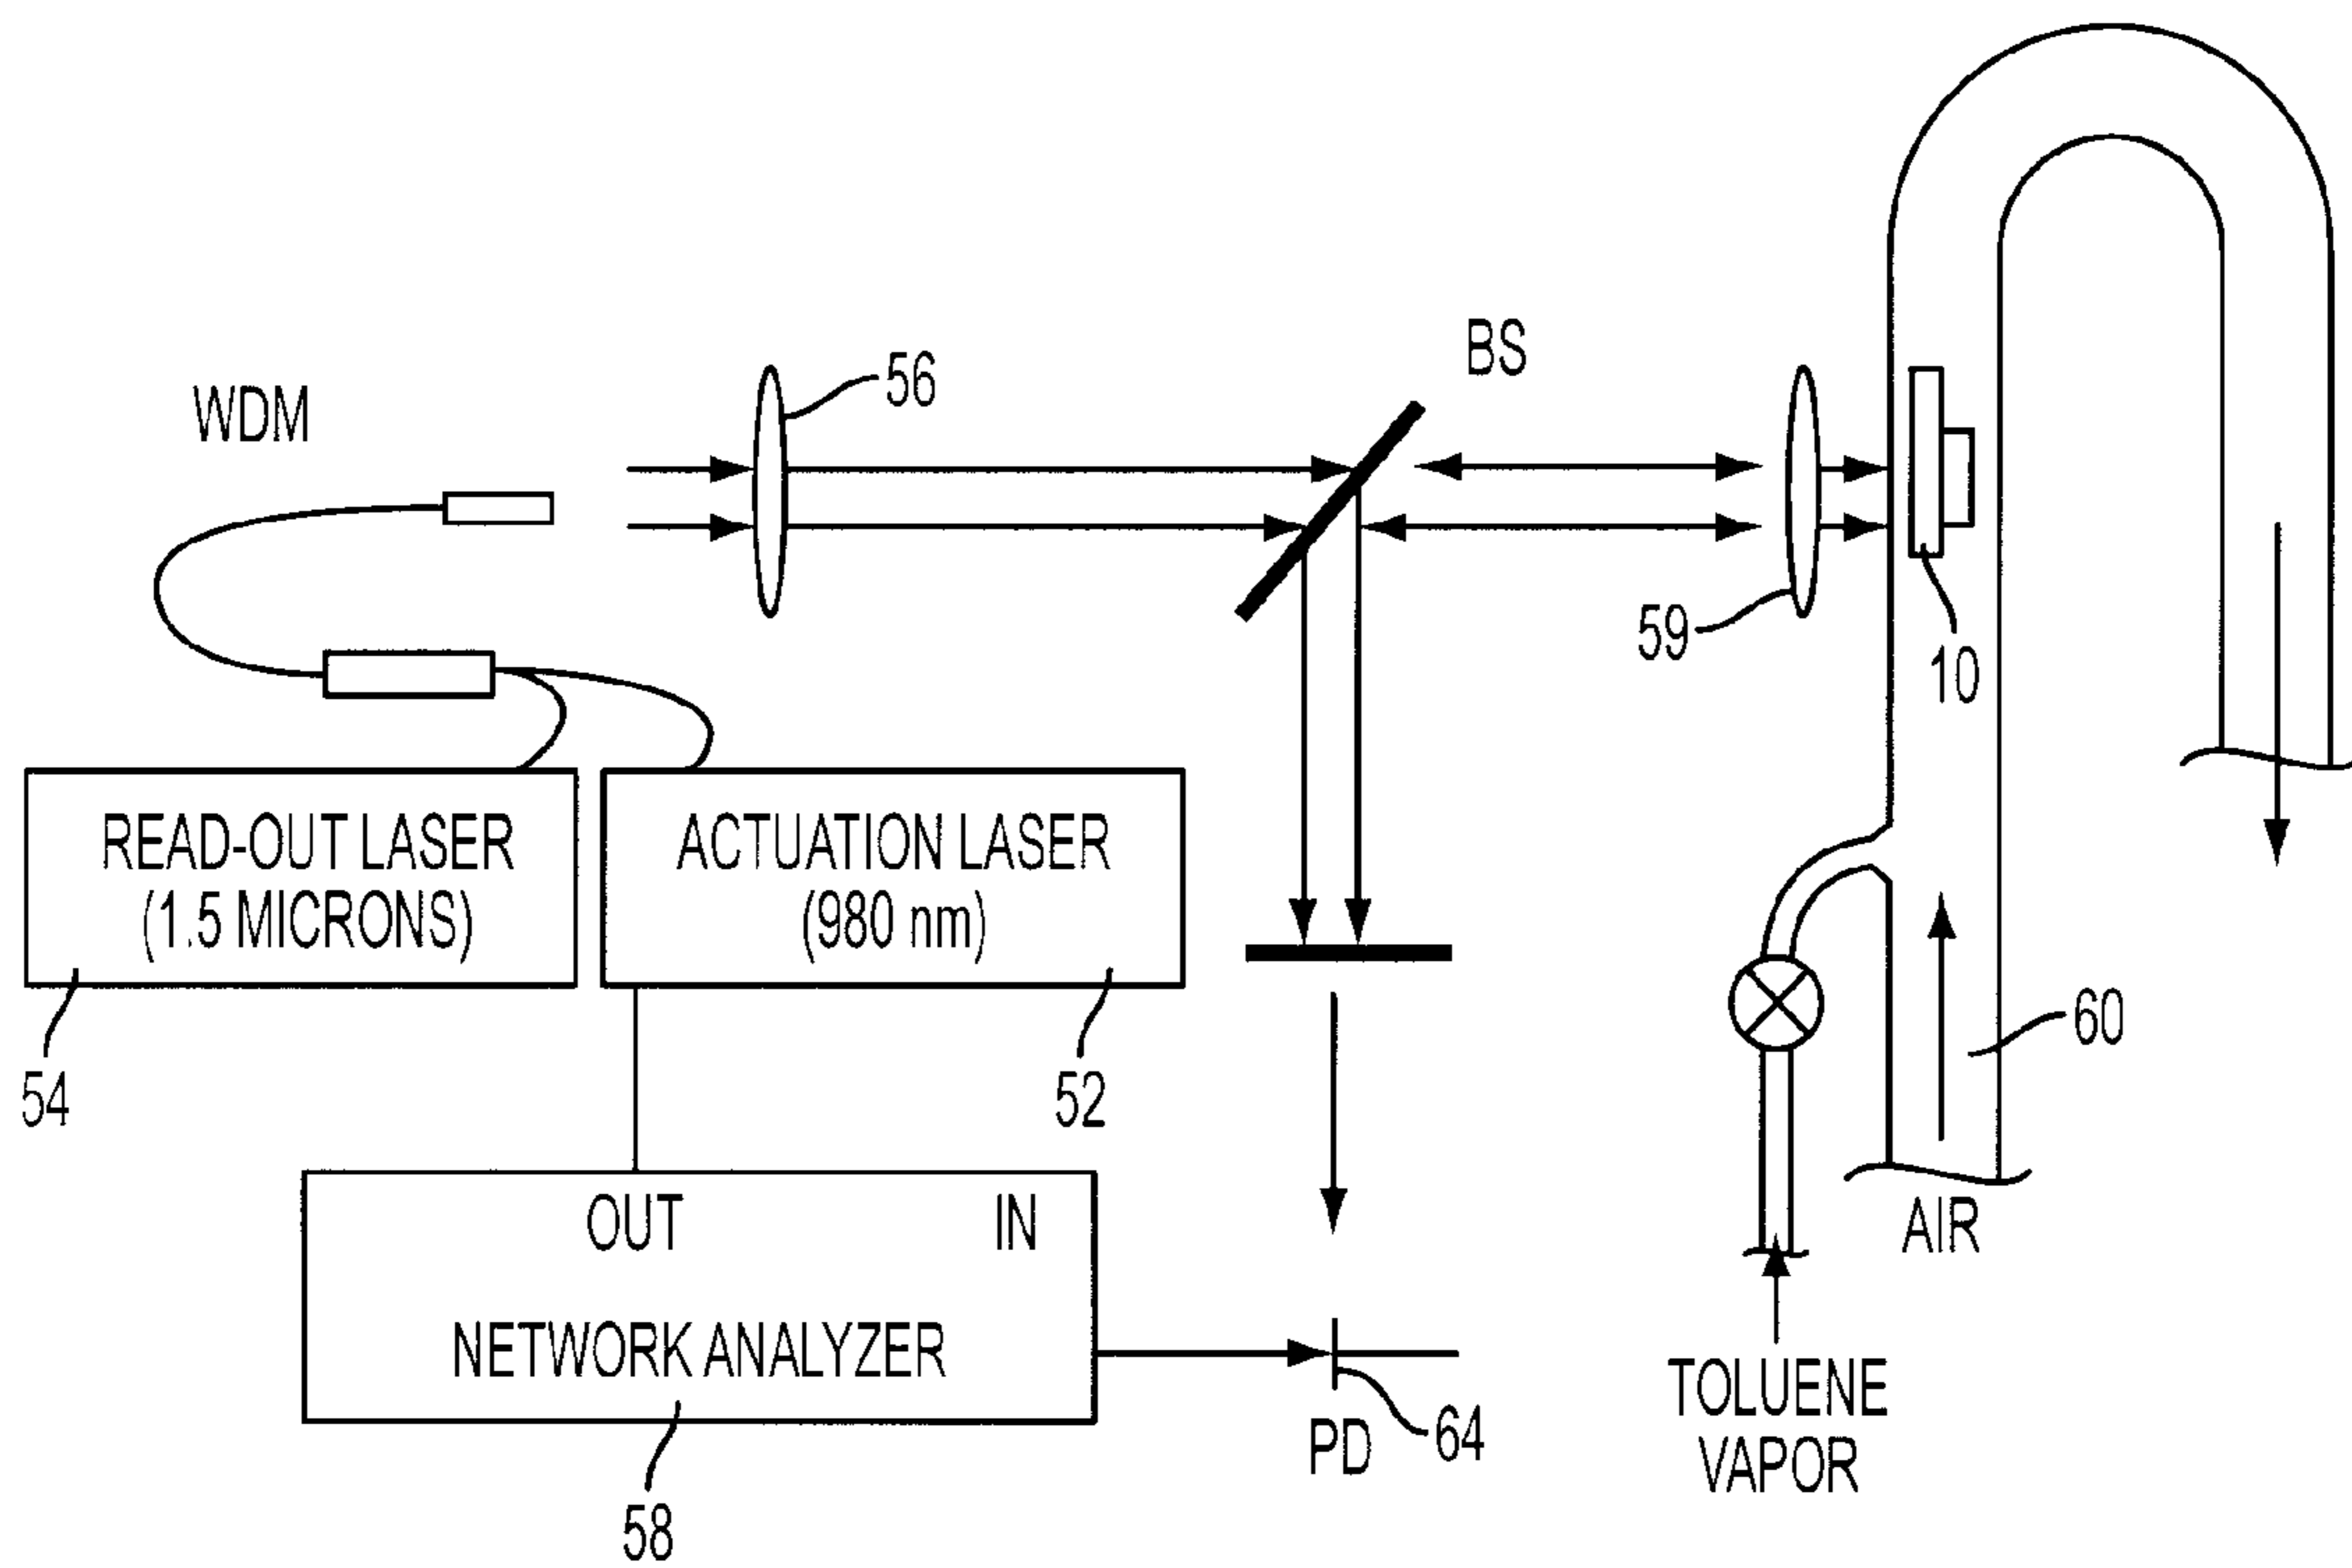 BS
WDM
56
59
10
READ-OUT LASER
(1.5 MICRONS)
ACTUATION LASER
(980 nm)
54
52
60
OUT
IN
AIR
NETWORK ANALYZER
58
PD
64
TOLUENE
VAPOR